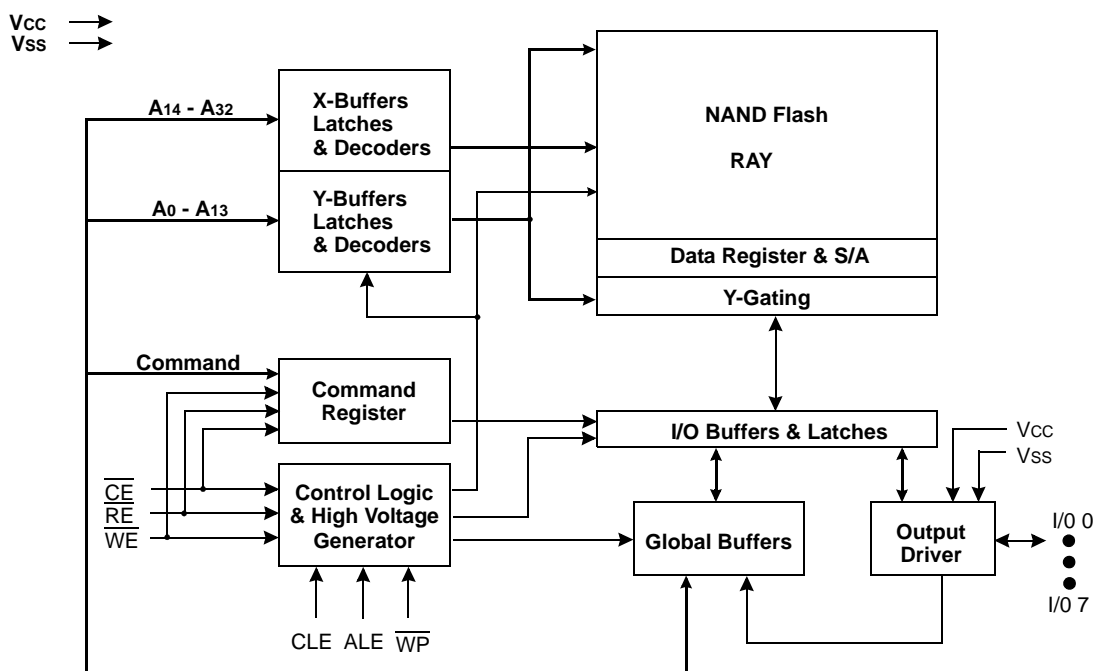 VCC
VSS
A14 - A32
X-Buffers
Latches
& Decoders
NAND Flash
RAY
A0 - A13
Y-Buffers
Latches
& Decoders
Data Register & S/A
Y-Gating
Command
Command
Register
I/O Buffers & Latches
VCC
VSS
CE
RE
WE
Control Logic
& High Voltage
Generator
Global Buffers
Output
Driver
I/0 0
I/0 7
CLE ALE WP